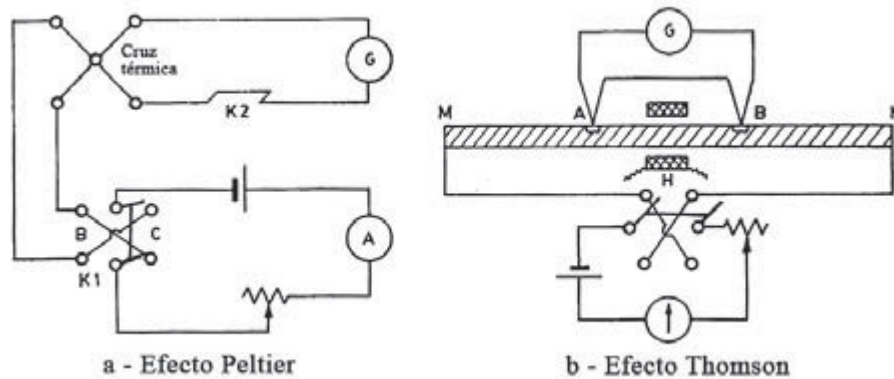 Cruz
térmica
G
K2
B
C
K1
A
a - Efecto Peltier
G
M
A
B
H
b - Efecto Thomson